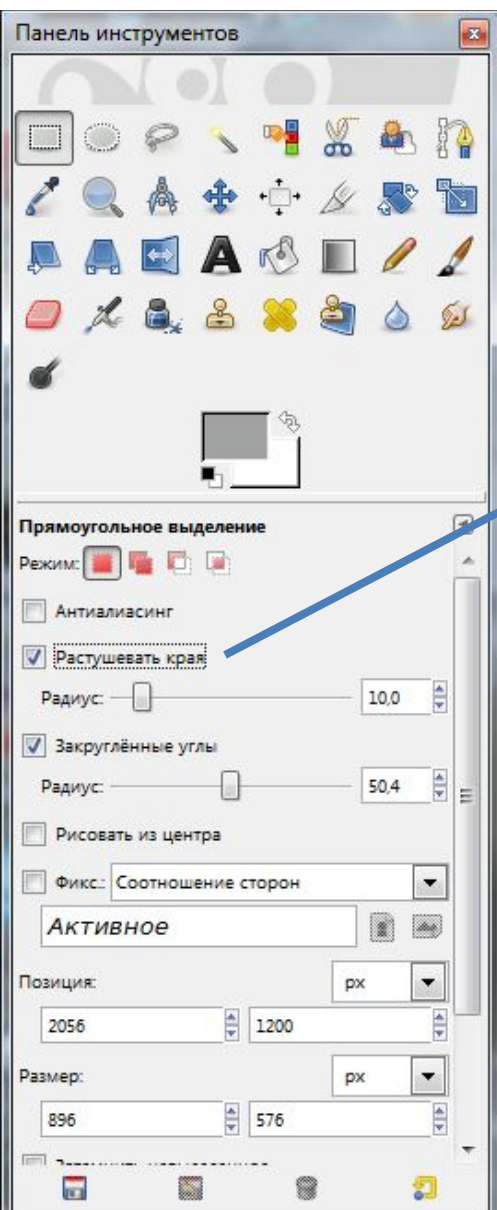 Панель инструментов
Прямоугольное выделение
Режим:
Антиалиасинг
Растушевать края
Радиус: 10,0
Закруглённые углы
Радиус: 50,4
Рисовать из центра
Фикс.: Соотношение сторон
Активное
Позиция: px
2056 1200
Размер: px
896 576